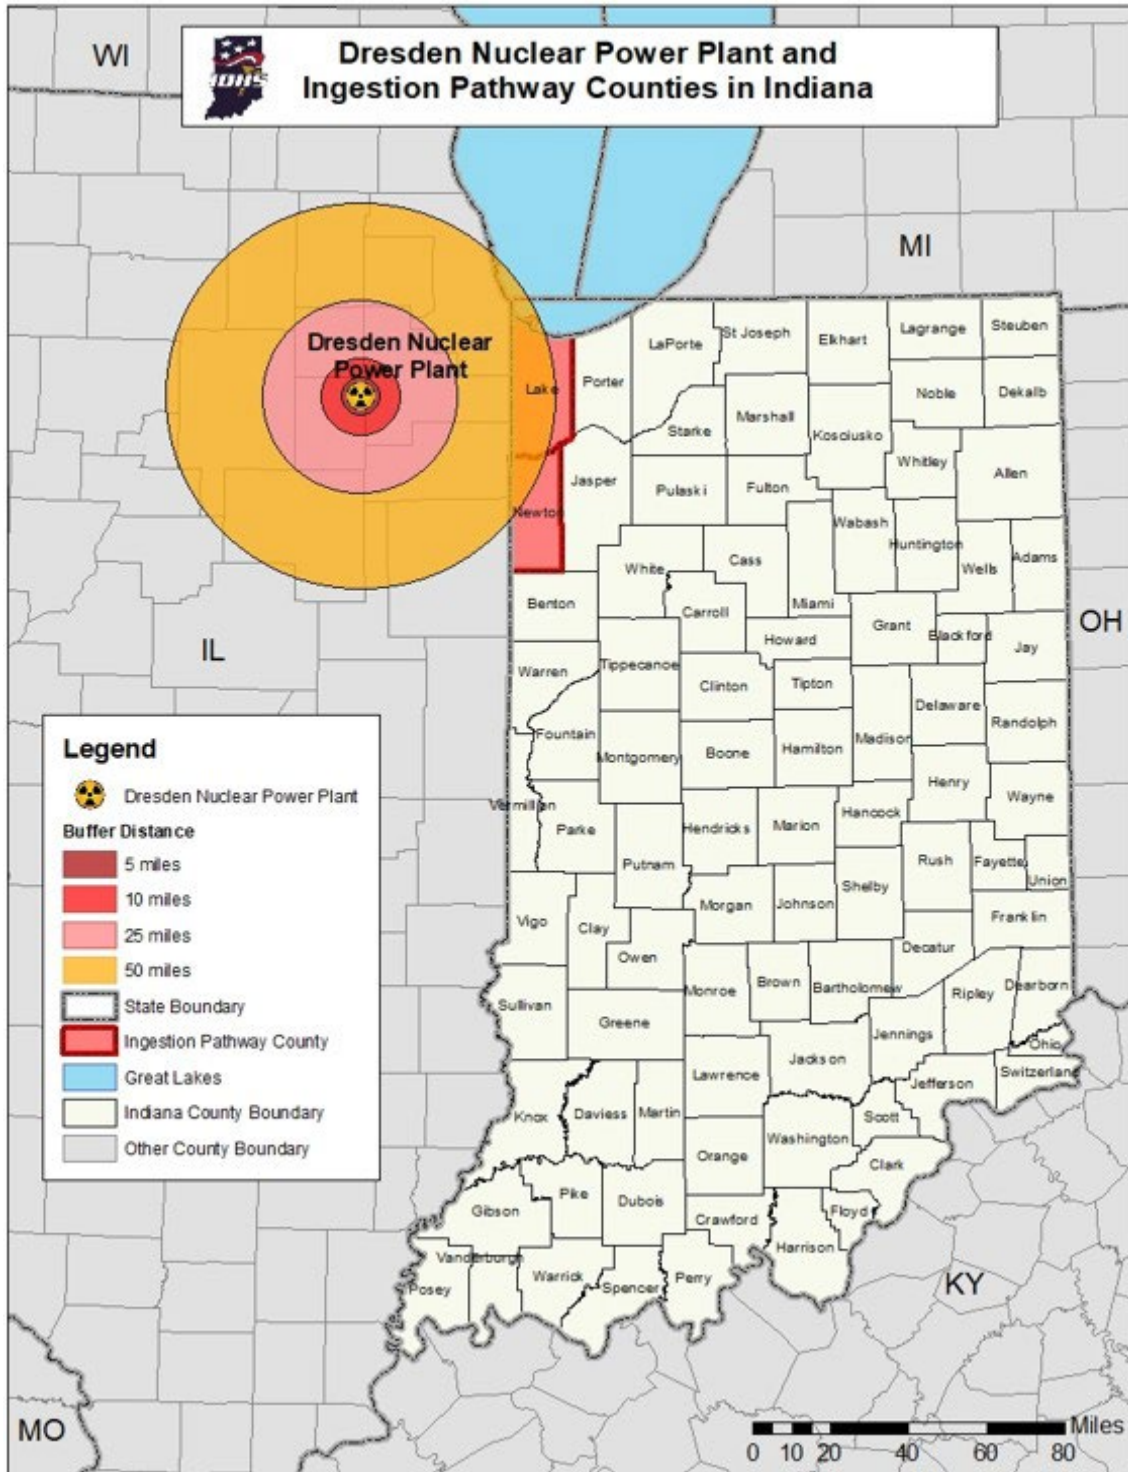 WI
IDHS
Dresden Nuclear Power Plant and
Ingestion Pathway Counties in Indiana
MI
Dresden Nuclear
Power Plant
Lake
Porter
LaPorte
St Joseph
Elkhart
Lagrange
Steuben
Noble
Dekalb
Starke
Marshall
Kosciusko
Whitley
Allen
Newton
Jasper
Pulaski
Fulton
Wabash
Huntington
Wells
Adams
White
Cass
Miami
Benton
Carroll
Howard
Grant
Blackford
Jay
OH
IL
Warren
Tippecanoe
Clinton
Tipton
Delaware
Randolph
Fountain
Montgomery
Boone
Hamilton
Madison
Henry
Wayne
Vermillion
Parke
Putnam
Hendricks
Marion
Hancock
Rush
Fayette
Union
Vigo
Clay
Owen
Morgan
Johnson
Shelby
Franklin
Decatur
Sullivan
Greene
Monroe
Brown
Bartholomew
Jennings
Ripley
Dearborn
Ohio
Switzerland
Jefferson
Jackson
Lawrence
Knox
Daviess
Martin
Orange
Washington
Scott
Clark
Gibson
Pike
Dubois
Crawford
Floyd
Harrison
Posey
Vanderburgh
Warrick
Spencer
Perry
KY
MO
Legend
Dresden Nuclear Power Plant
Buffer Distance
5 miles
10 miles
25 miles
50 miles
State Boundary
Ingestion Pathway County
Great Lakes
Indiana County Boundary
Other County Boundary
Miles
0 10 20 40 60 80